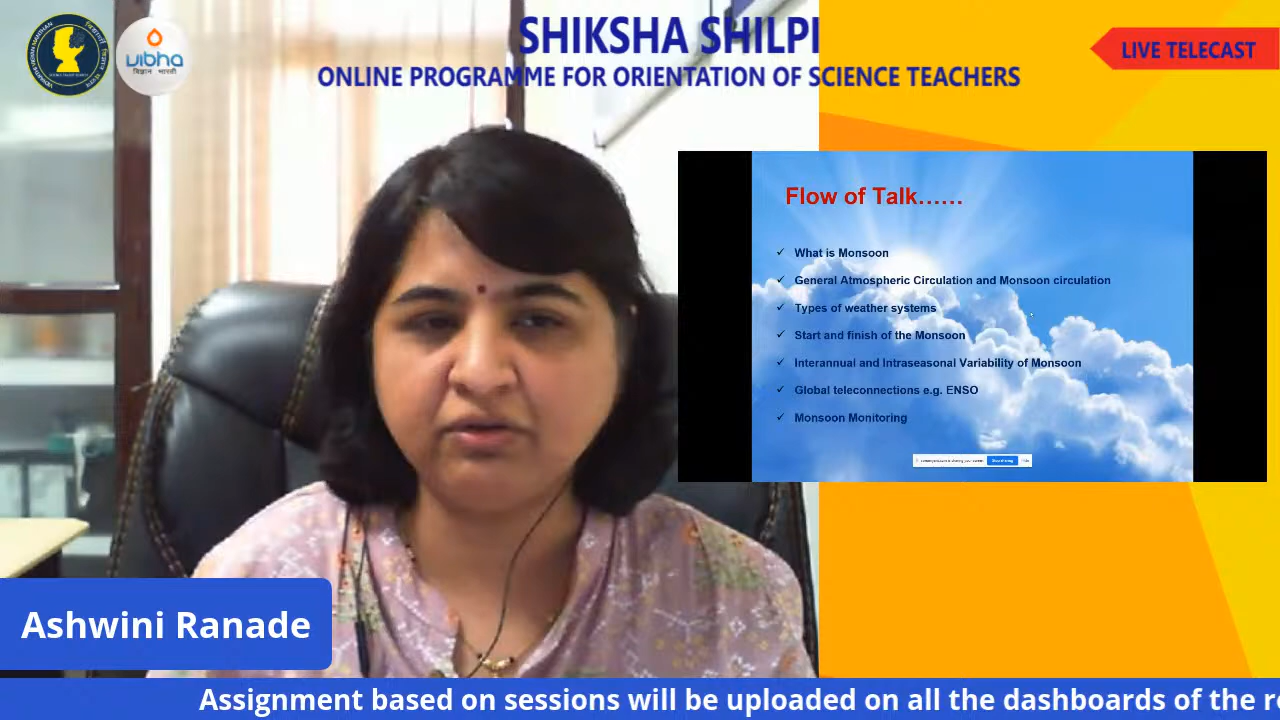 vibha
विज्ञान भारती
SHIKSHA SHILPI
ONLINE PROGRAMME FOR ORIENTATION OF SCIENCE TEACHERS
LIVE TELECAST
Flow of Talk......
✓ What is Monsoon
✓ General Atmospheric Circulation and Monsoon circulation
✓ Types of weather systems
✓ Start and finish of the Monsoon
✓ Interannual and Intraseasonal Variability of Monsoon
✓ Global teleconnections e.g. ENSO
✓ Monsoon Monitoring
Ashwini Ranade
Assignment based on sessions will be uploaded on all the dashboards of the